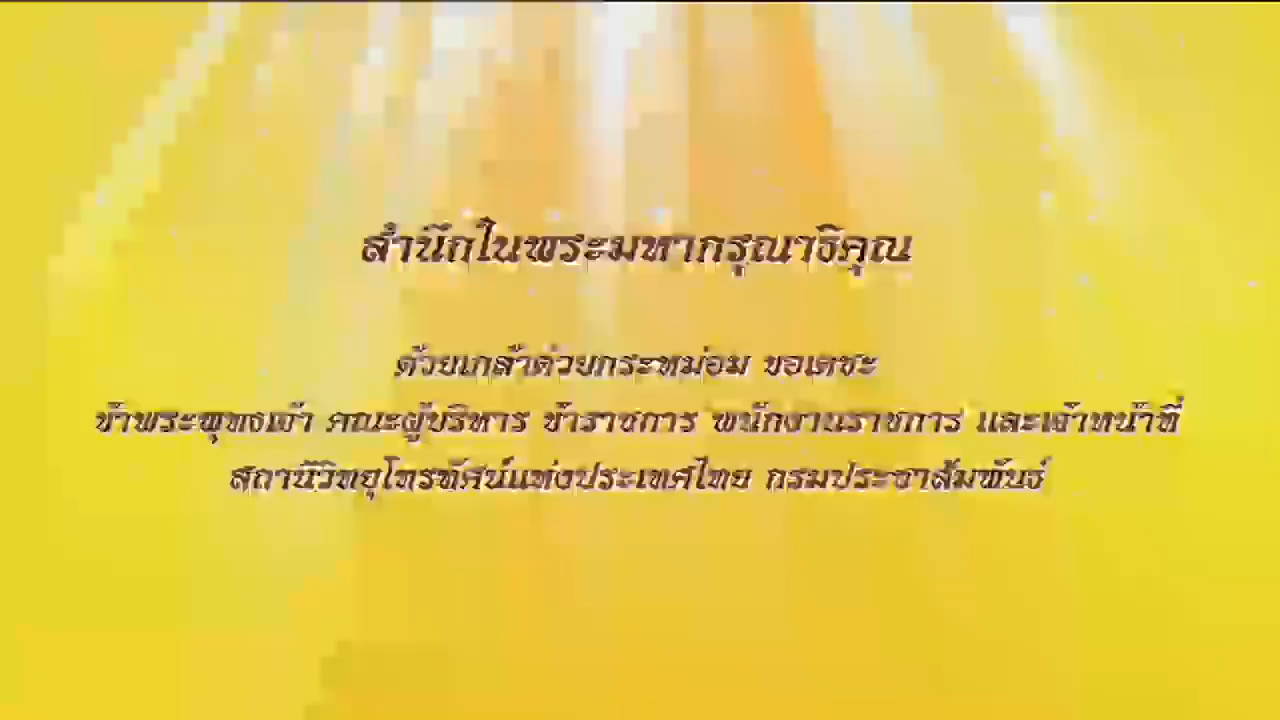 สำนึกในพระมหากรุณาธิคุณ
ด้วยเกล้าด้วยกระหม่อม ขอเดชะ
ข้าพระพุทธเจ้า คณะผู้บริหาร ข้าราชการ พนักงานราชการ และเจ้าหน้าที่
สถานีวิทยุโทรทัศน์แห่งประเทศไทย กรมประชาสัมพันธ์